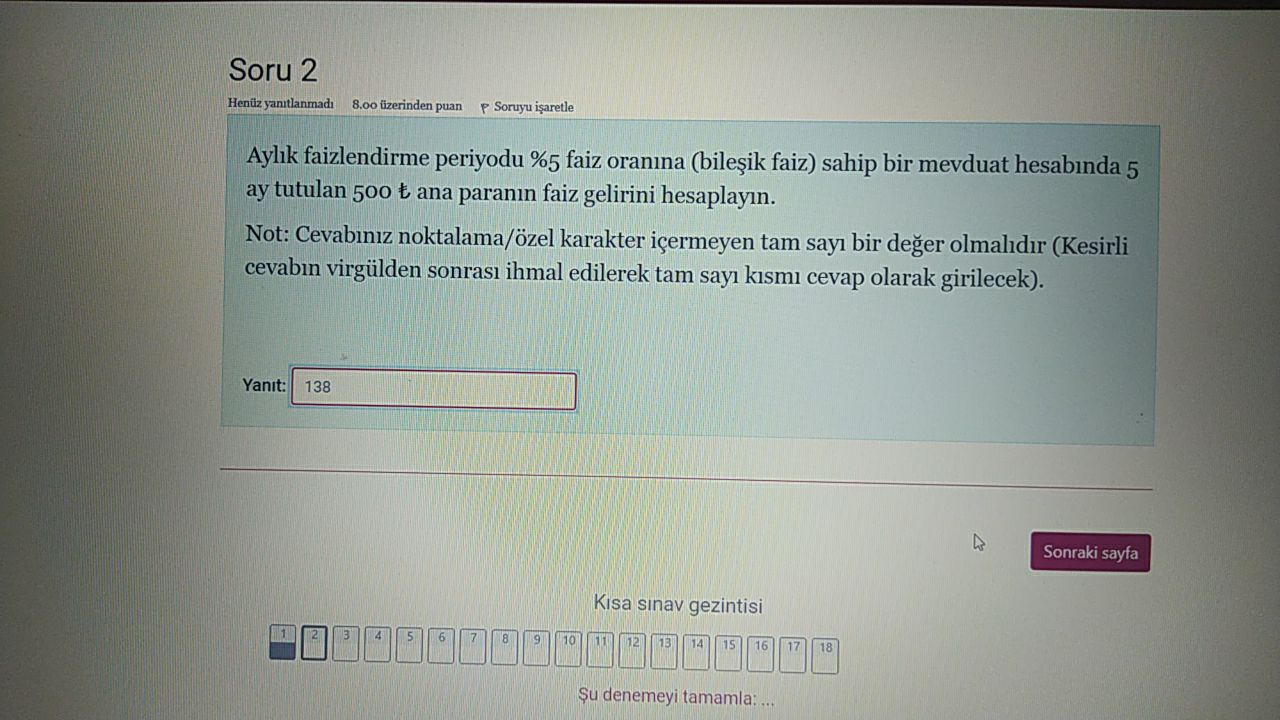 Soru 2
Henüz yanıtlanmadı 8.00 üzerinden puan Soruyu işaretle
Aylık faizlendirme periyodu %5 faiz oranına (bileşik faiz) sahip bir mevduat hesabında 5
ay tutulan 500 ₺ ana paranın faiz gelirini hesaplayın.
Not: Cevabınız noktalama/özel karakter içermeyen tam sayı bir değer olmalıdır (Kesirli
cevabın virgülden sonrası ihmal edilerek tam sayı kısmı cevap olarak girilecek).
Yanıt: 138
Sonraki sayfa
Kısa sınav gezintisi
1 2 3 4 5 6 7 8 9 10 11 12 13 14 15 16 17 18
Şu denemeyi tamamla: ...